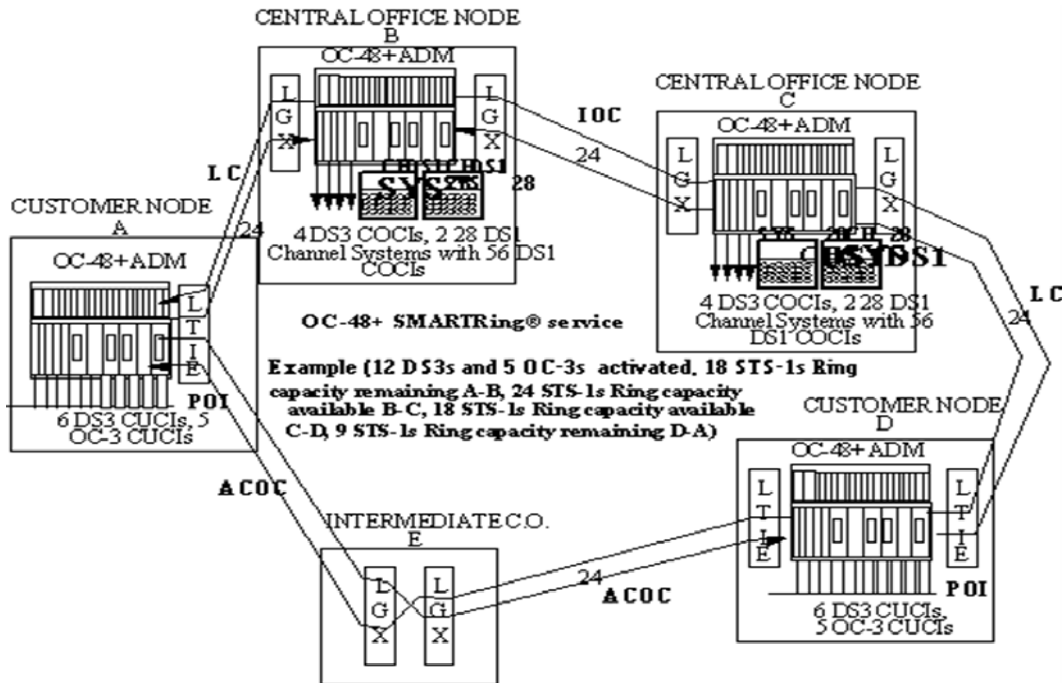 CENTRAL OFFICE NODE
B
OC-48+ ADM
L
G
X
L
G
X
28
4 DS3 COCIs, 2 28 DS1
Channel Systems with 56 DS1
COCIs
IOC
24
CENTRAL OFFICE NODE
C
OC-48+ ADM
L
G
X
L
G
X
4 DS3 COCIs, 2 28 DS1
Channel Systems with 56
DS1 COCIs
LC
24
LC
24
CUSTOMER NODE
A
OC-48+ ADM
L
T
I
E
POI
6 DS3 CUCIs, 5
OC-3 CUCIs
OC-48+ SMARTRing® service
Example (12 DS3s and 5 OC-3s activated, 18 STS-1s Ring
capacity remaining A-B, 24 STS-1s Ring capacity
available B-C, 18 STS-1s Ring capacity available
C-D, 9 STS-1s Ring capacity remaining D-A)
CUSTOMER NODE
D
OC-48+ ADM
L
T
I
E
L
T
I
E
POI
6 DS3 CUCIs,
5 OC-3 CUCIs
ACOC
INTERMEDIATE C.O.
E
L
G
X
L
G
X
24
ACOC